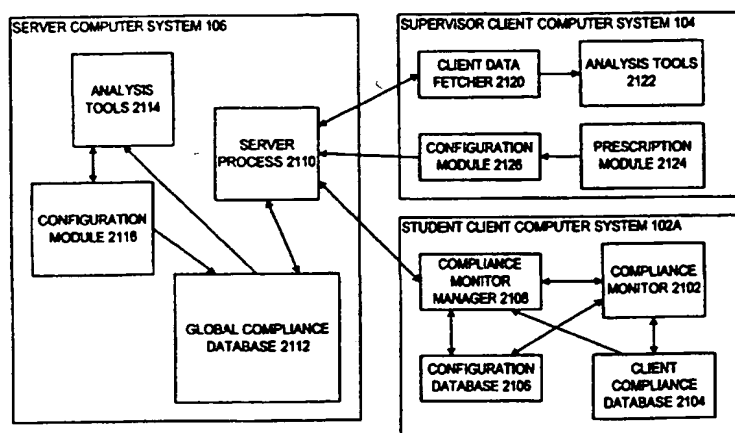 SERVER COMPUTER SYSTEM 106
ANALYSIS
TOOLS 2114
SERVER
PROCESS 2110
CONFIGURATION
MODULE 2116
GLOBAL COMPLIANCE
DATABASE 2112
SUPERVISOR CLIENT COMPUTER SYSTEM 104
CLIENT DATA
FETCHER 2120
ANALYSIS TOOLS
2122
CONFIGURATION
MODULE 2126
PRESCRIPTION
MODULE 2124
STUDENT CLIENT COMPUTER SYSTEM 102A
COMPLIANCE
MONITOR
MANAGER 2108
COMPLIANCE
MONITOR 2102
CONFIGURATION
DATABASE 2106
CLIENT
COMPLIANCE
DATABASE 2104